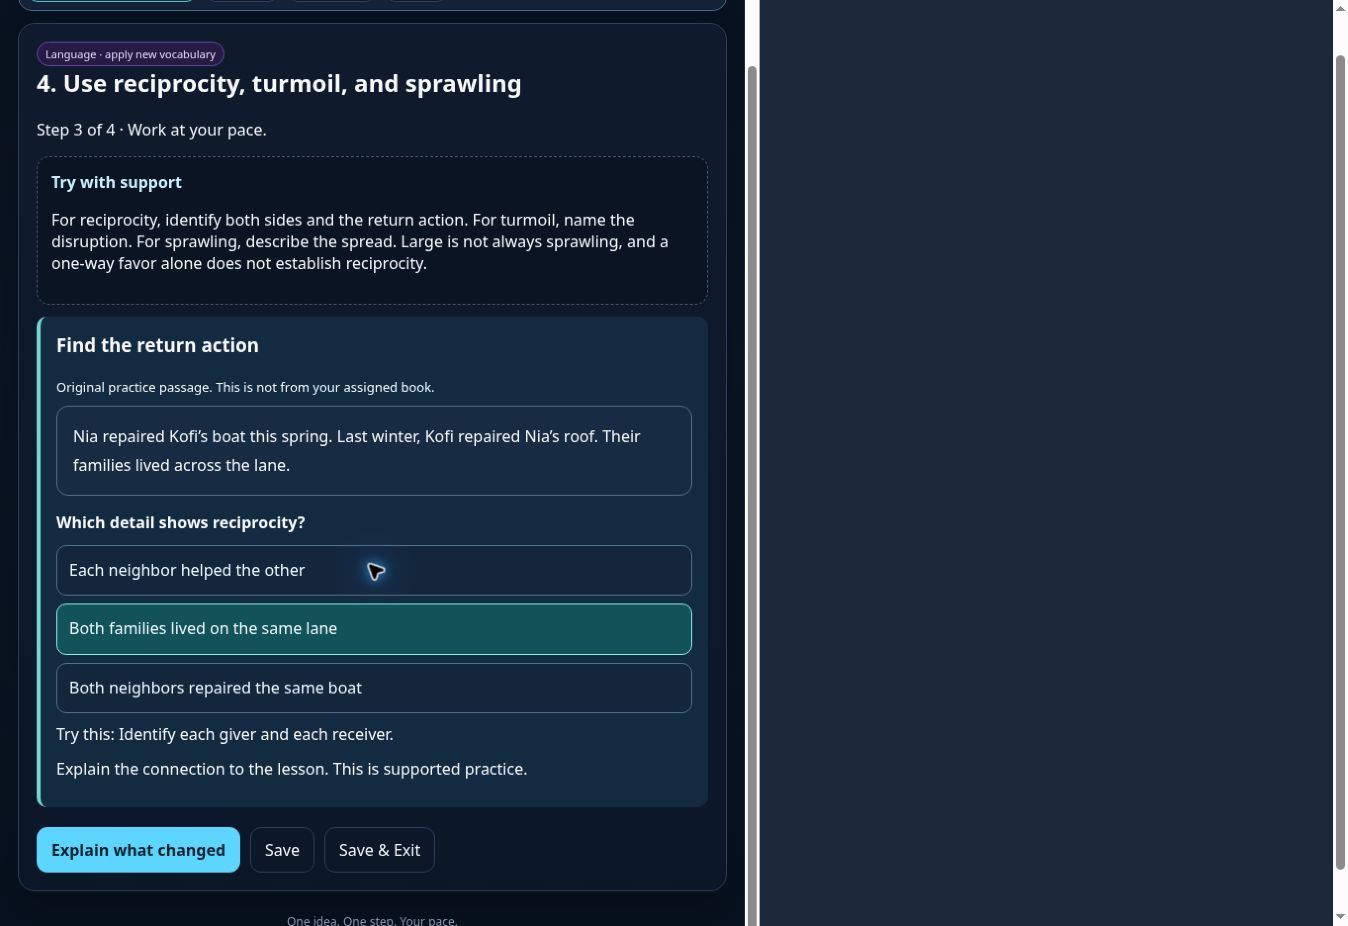 Language · apply new vocabulary
4. Use reciprocity, turmoil, and sprawling
Step 3 of 4 · Work at your pace.
Try with support
For reciprocity, identify both sides and the return action. For turmoil, name the
disruption. For sprawling, describe the spread. Large is not always sprawling, and a
one-way favor alone does not establish reciprocity.
Find the return action
Original practice passage. This is not from your assigned book.
Nia repaired Kofi’s boat this spring. Last winter, Kofi repaired Nia’s roof. Their
families lived across the lane.
Which detail shows reciprocity?
Each neighbor helped the other
Both families lived on the same lane
Both neighbors repaired the same boat
Try this: Identify each giver and each receiver.
Explain the connection to the lesson. This is supported practice.
Explain what changed
Save
Save & Exit
One idea. One step. Your pace.